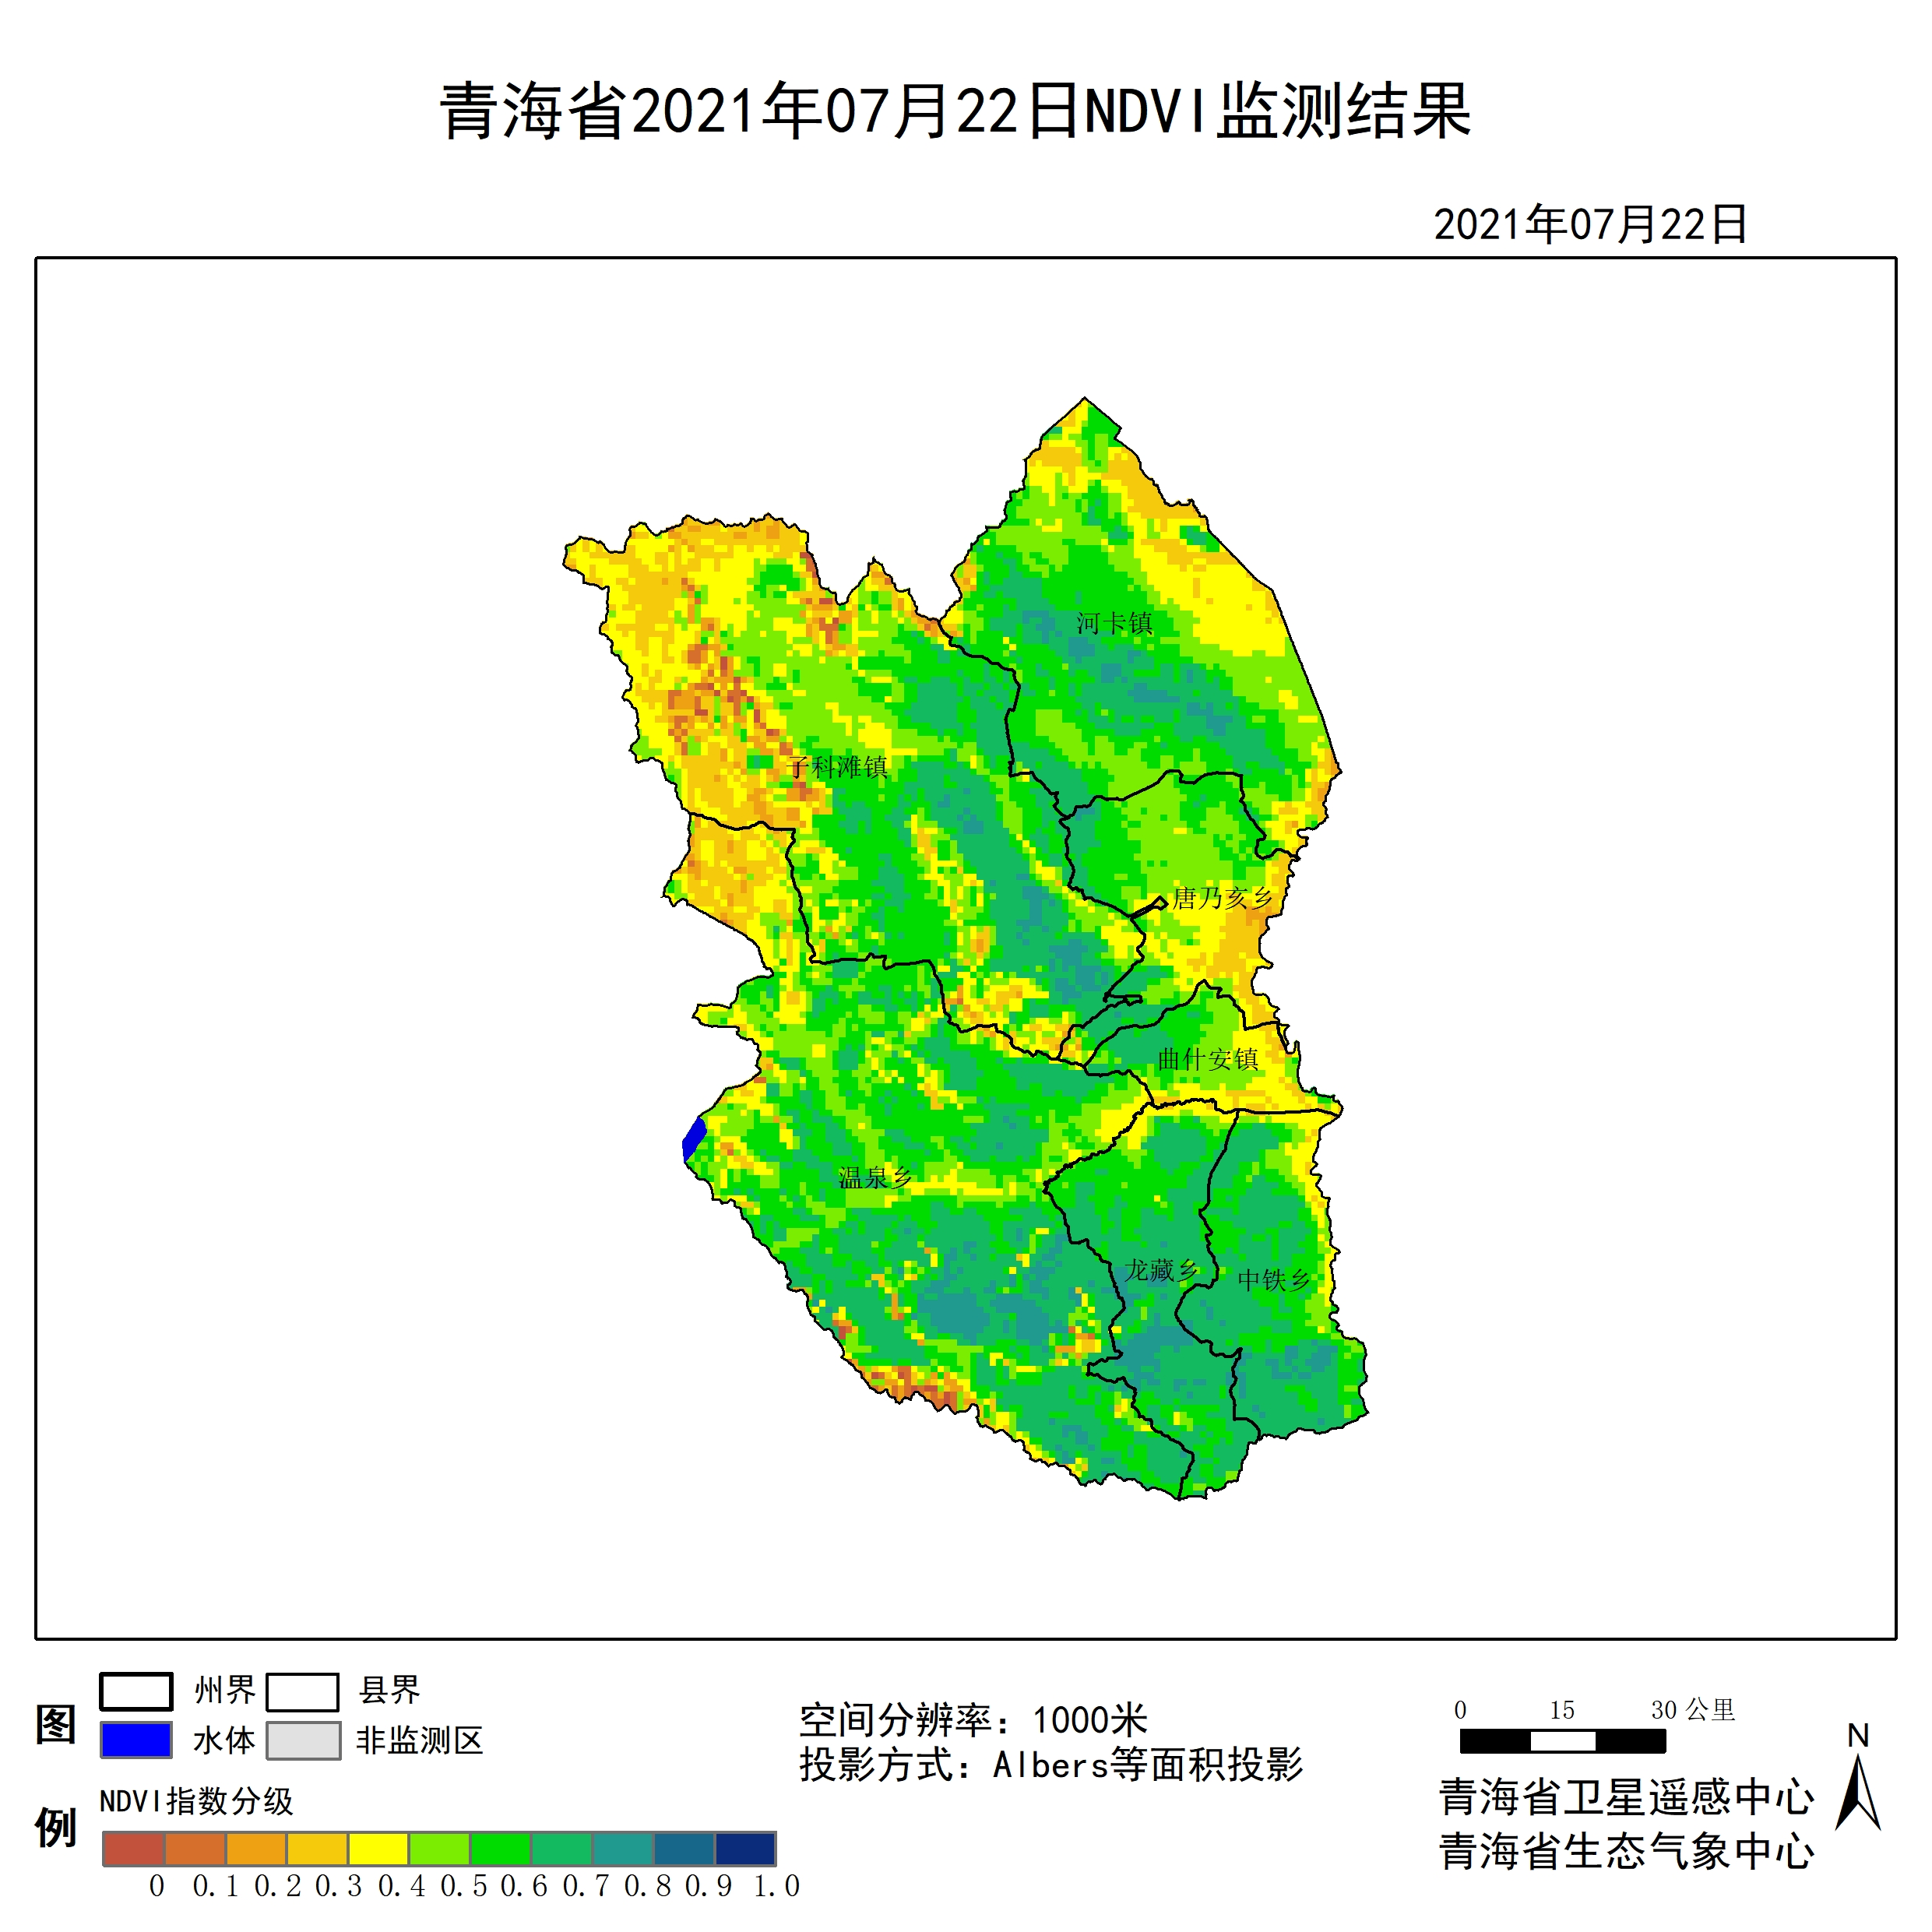 青海省2021年07月22日NDVI监测结果
2021年07月22日
河卡镇
子科滩镇
唐乃亥乡
曲什安镇
温泉乡
龙藏乡
中铁乡
图例
州界 县界
水体 非监测区
NDVI指数分级
0 0.1 0.2 0.3 0.4 0.5 0.6 0.7 0.8 0.9 1.0
空间分辨率：1000米
投影方式：Albers等面积投影
0 15 30 公里
N
青海省卫星遥感中心
青海省生态气象中心